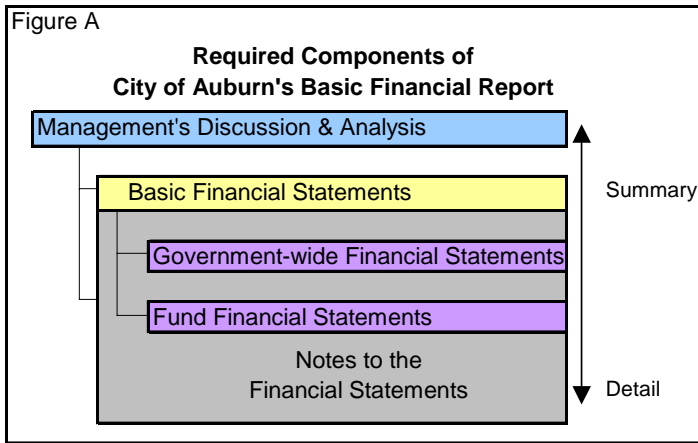 Figure A
Required Components of
City of Auburn's Basic Financial Report
Management's Discussion & Analysis
Basic Financial Statements
Summary
Government-wide Financial Statements
Fund Financial Statements
Notes to the
Financial Statements
Detail